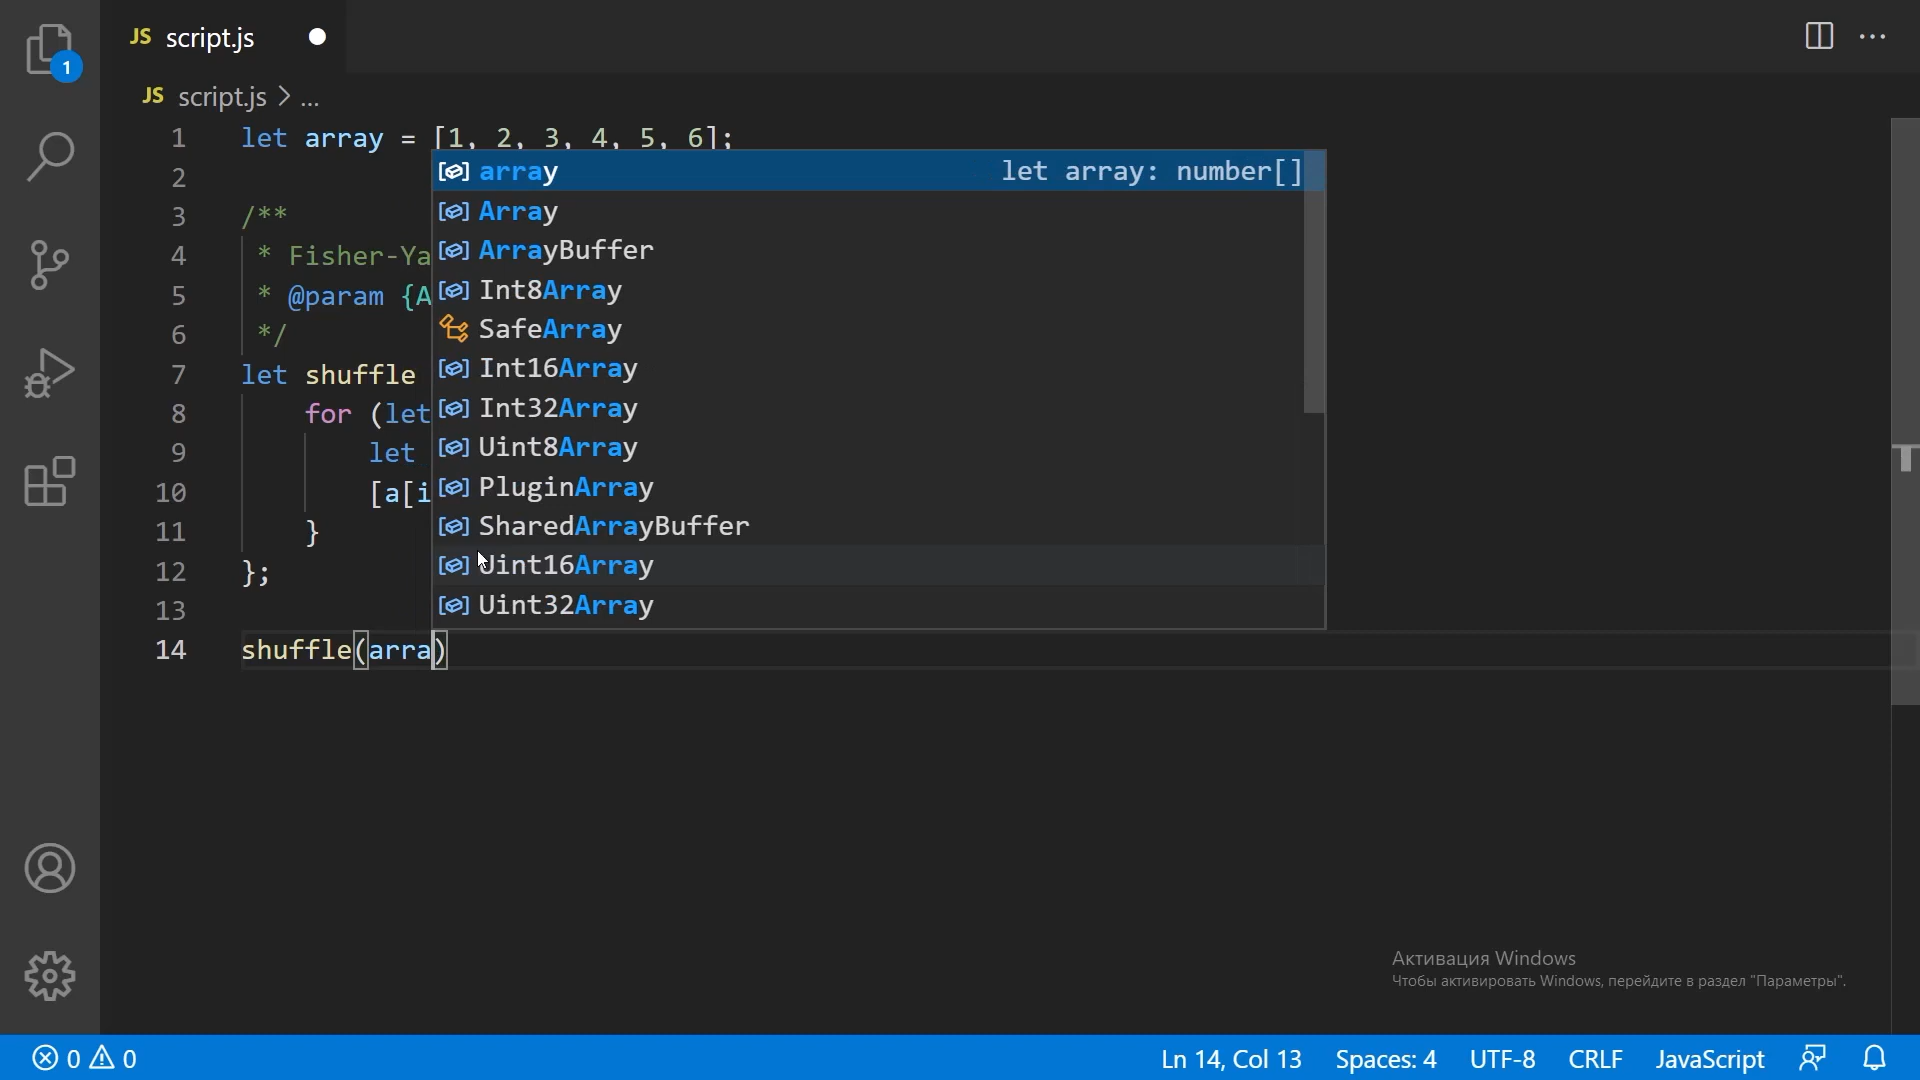 JS script.js
JS script.js > ...
1 let array = [1, 2, 3, 4, 5, 6];
2
3 /**
4 * Fisher-Ya
5 * @param {A
6 */
7 let shuffle
8 for (let
9 let
10 [a[i
11 }
12 };
13
14 shuffle(arra)
array let array: number[]
Array
ArrayBuffer
Int8Array
SafeArray
Int16Array
Int32Array
Uint8Array
PluginArray
SharedArrayBuffer
Uint16Array
Uint32Array
1
Активация Windows
Чтобы активировать Windows, перейдите в раздел "Параметры".
0 0 Ln 14, Col 13 Spaces: 4 UTF-8 CRLF JavaScript